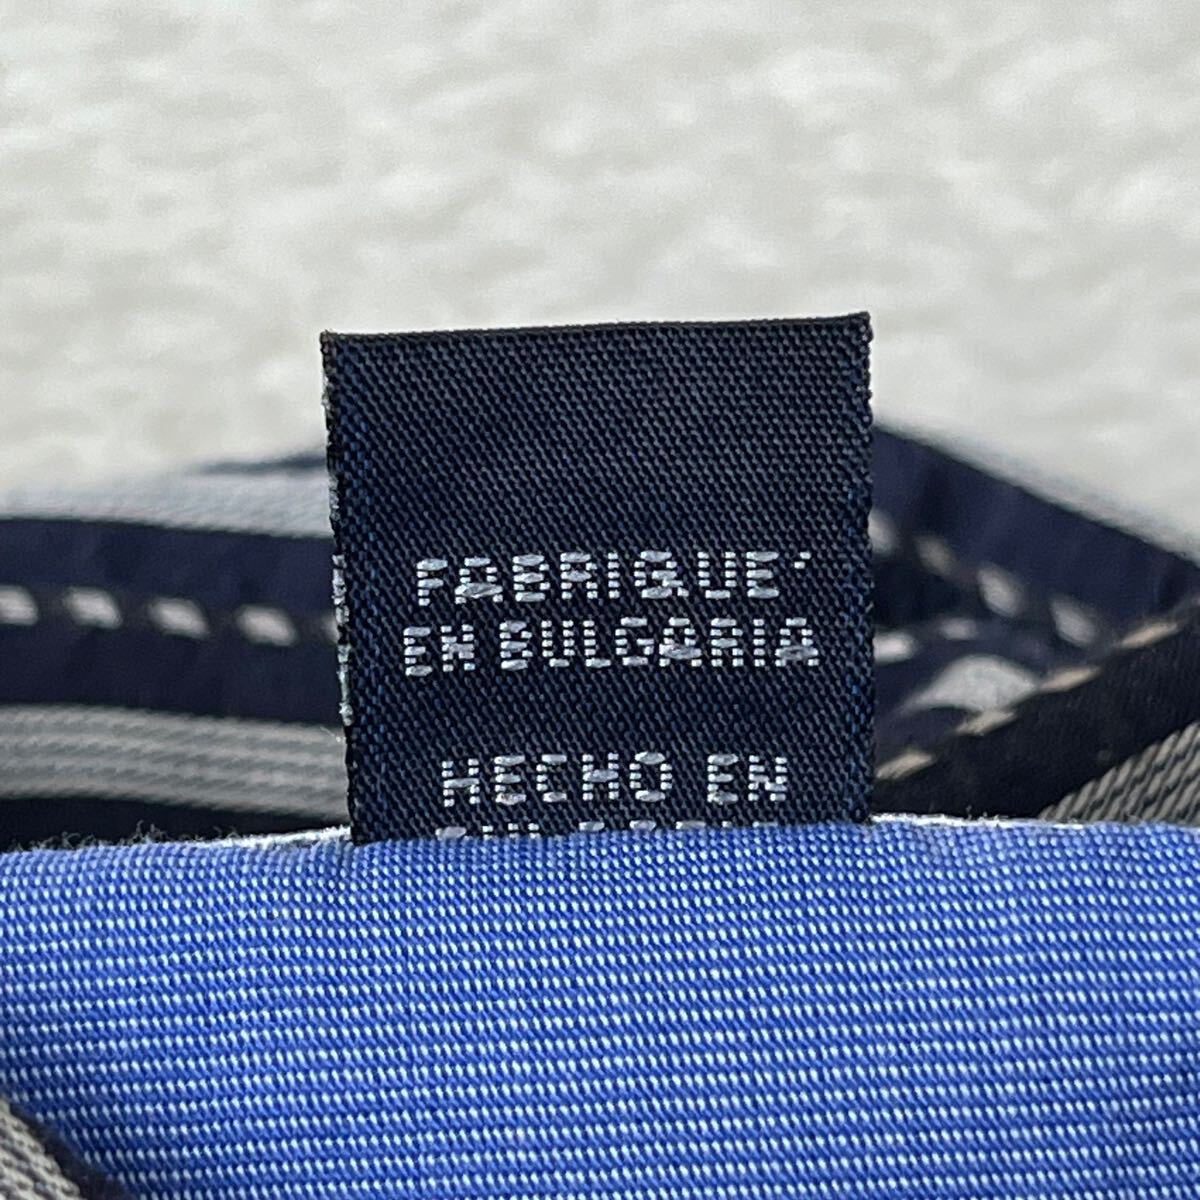 FABRIQUE'
EN BULGARIA
HECHO EN